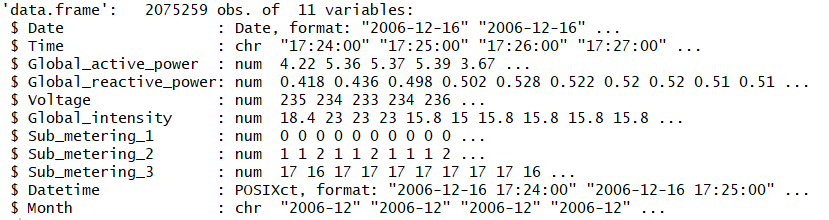 'data.frame':   2075259 obs. of  11 variables:
 $ Date                 : Date, format: "2006-12-16" "2006-12-16" ...
 $ Time                 : chr  "17:24:00" "17:25:00" "17:26:00" "17:27:00" ...
 $ Global_active_power  : num  4.22 5.36 5.37 5.39 3.67 ...
 $ Global_reactive_power: num  0.418 0.436 0.498 0.502 0.528 0.522 0.52 0.52 0.51 0.51 ...
 $ Voltage              : num  235 234 233 234 236 ...
 $ Global_intensity     : num  18.4 23 23 23 15.8 15 15.8 15.8 15.8 15.8 ...
 $ Sub_metering_1       : num  0 0 0 0 0 0 0 0 0 0 ...
 $ Sub_metering_2       : num  1 1 2 1 1 2 1 1 1 2 ...
 $ Sub_metering_3       : num  17 16 17 17 17 17 17 17 17 16 ...
 $ Datetime             : POSIXct, format: "2006-12-16 17:24:00" "2006-12-16 17:25:00" ...
 $ Month                : chr  "2006-12" "2006-12" "2006-12" "2006-12" ...